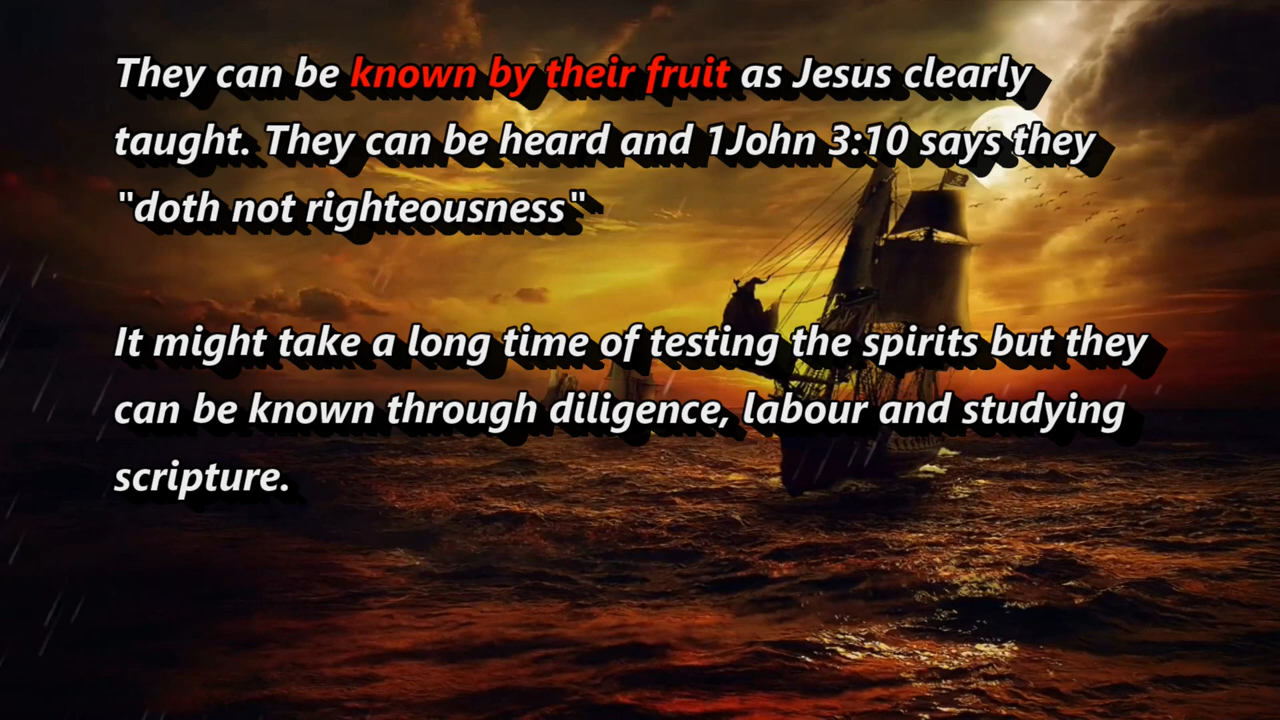 They can be known by their fruit as Jesus clearly
taught. They can be heard and 1John 3:10 says they
"doth not righteousness"
It might take a long time of testing the spirits but they
can be known through diligence, labour and studying
scripture.